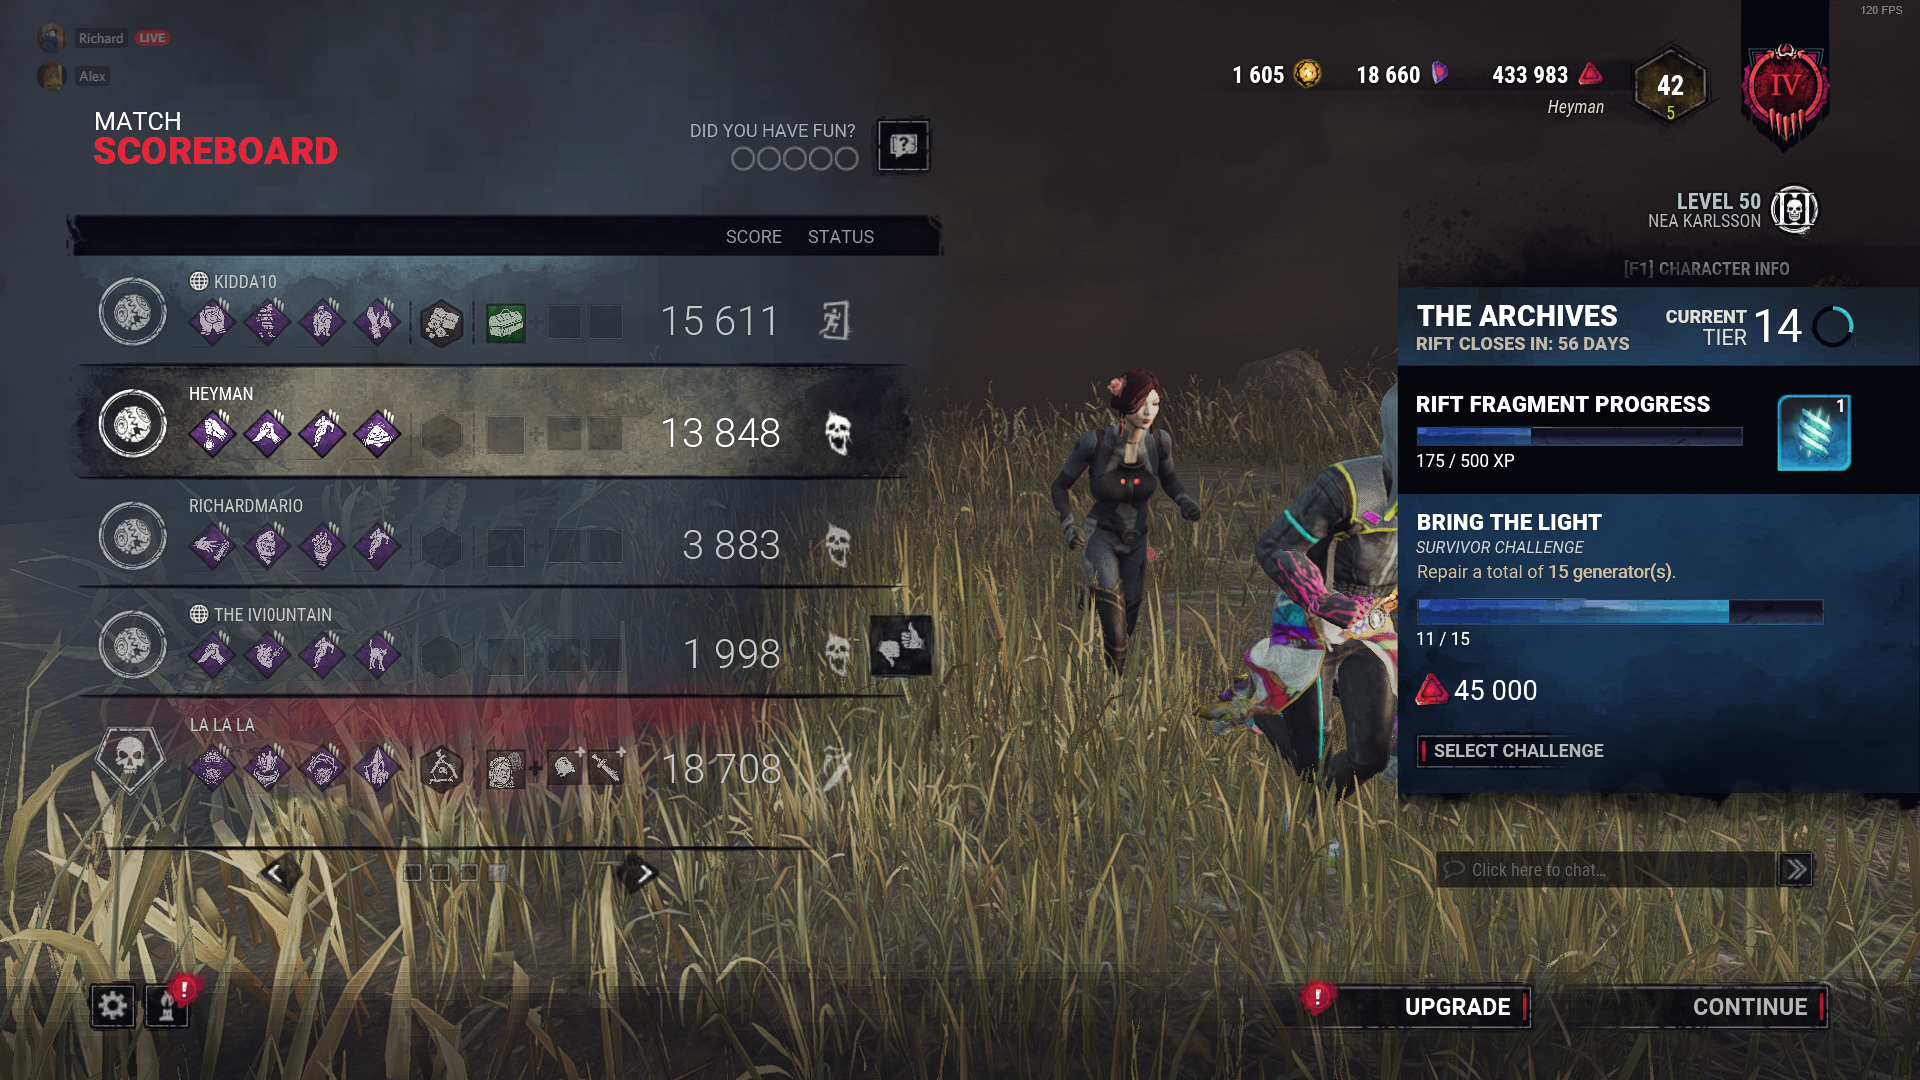 120 FPS
Richard LIVE
Alex
1 605
18 660
433 983
Heyman
42
5
IV
MATCH
SCOREBOARD
DID YOU HAVE FUN?
LEVEL 50
NEA KARLSSON
[F1] CHARACTER INFO
SCORE STATUS
KIDDA10
15 611
HEYMAN
13 848
RICHARDMARIO
3 883
THE IVI0UNTAIN
1 998
LA LA LA
18 708
THE ARCHIVES
RIFT CLOSES IN: 56 DAYS
CURRENT
TIER 14
RIFT FRAGMENT PROGRESS
1
175 / 500 XP
BRING THE LIGHT
SURVIVOR CHALLENGE
Repair a total of 15 generator(s).
11 / 15
45 000
SELECT CHALLENGE
Click here to chat...
UPGRADE
CONTINUE